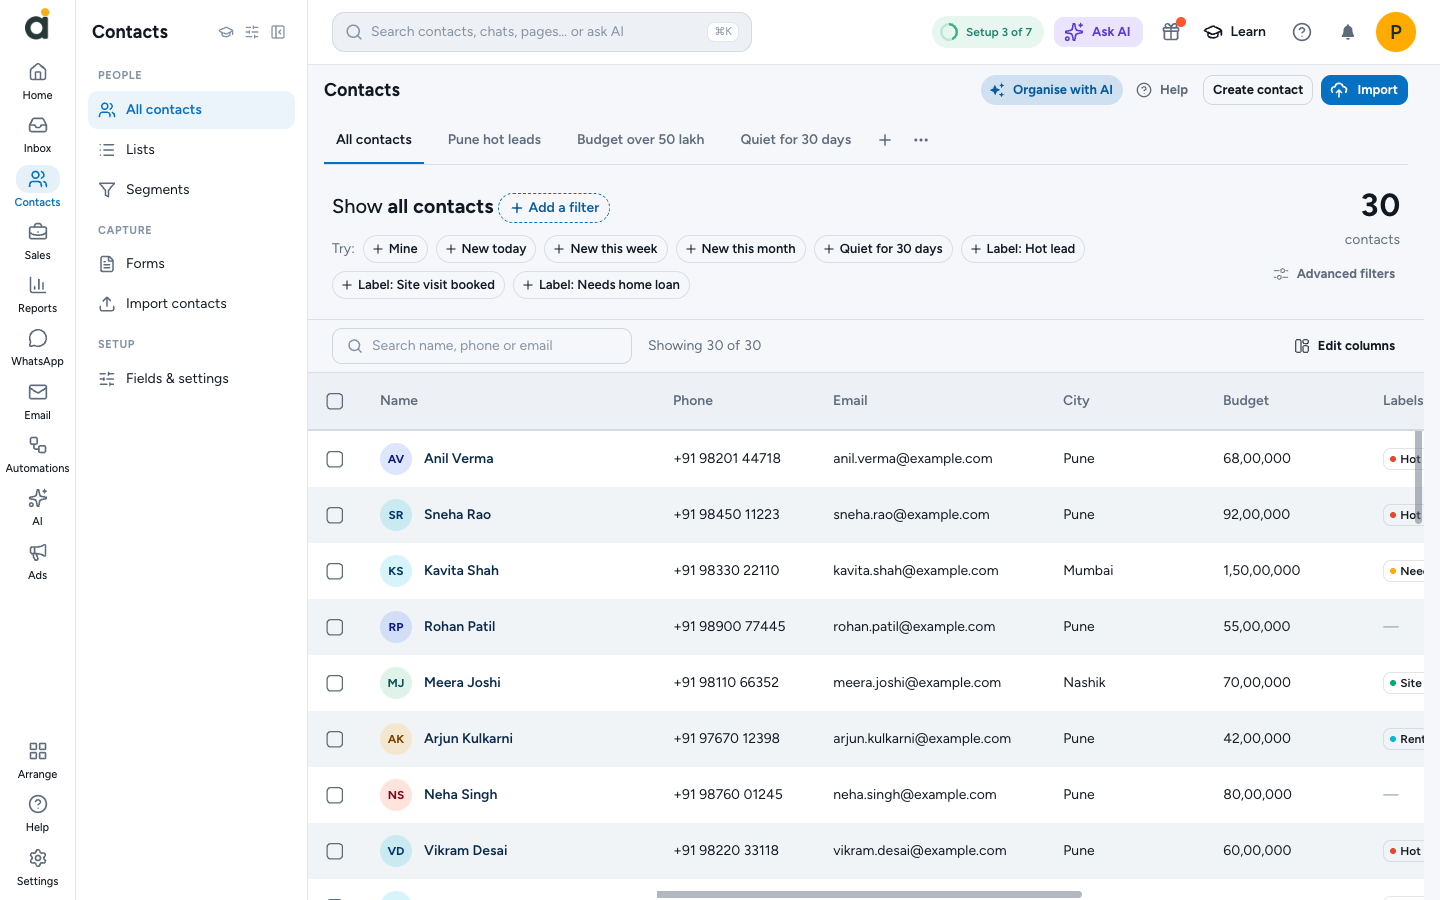 Contacts
Search contacts, chats, pages... or ask AI
⌘K
Setup 3 of 7
Ask AI
Learn
P
Home
Inbox
Contacts
Sales
Reports
WhatsApp
Email
Automations
AI
Ads
Arrange
Help
Settings
PEOPLE
All contacts
Lists
Segments
CAPTURE
Forms
Import contacts
SETUP
Fields & settings
Contacts
Organise with AI
Help
Create contact
Import
All contacts
Pune hot leads
Budget over 50 lakh
Quiet for 30 days
Show all contacts
+ Add a filter
30
contacts
Try:
+ Mine
+ New today
+ New this week
+ New this month
+ Quiet for 30 days
+ Label: Hot lead
+ Label: Site visit booked
+ Label: Needs home loan
Advanced filters
Search name, phone or email
Showing 30 of 30
Edit columns
Name Phone Email City Budget Labels
AV Anil Verma +91 98201 44718 anil.verma@example.com Pune 68,00,000 Hot
SR Sneha Rao +91 98450 11223 sneha.rao@example.com Pune 92,00,000 Hot
KS Kavita Shah +91 98330 22110 kavita.shah@example.com Mumbai 1,50,00,000
RP Rohan Patil +91 98900 77445 rohan.patil@example.com Pune 55,00,000 —
MJ Meera Joshi +91 98110 66352 meera.joshi@example.com Nashik 70,00,000 Site
AK Arjun Kulkarni +91 97670 12398 arjun.kulkarni@example.com Pune 42,00,000 Rent
NS Neha Singh +91 98760 01245 neha.singh@example.com Pune 80,00,000 —
VD Vikram Desai +91 98220 33118 vikram.desai@example.com Pune 60,00,000 Hot